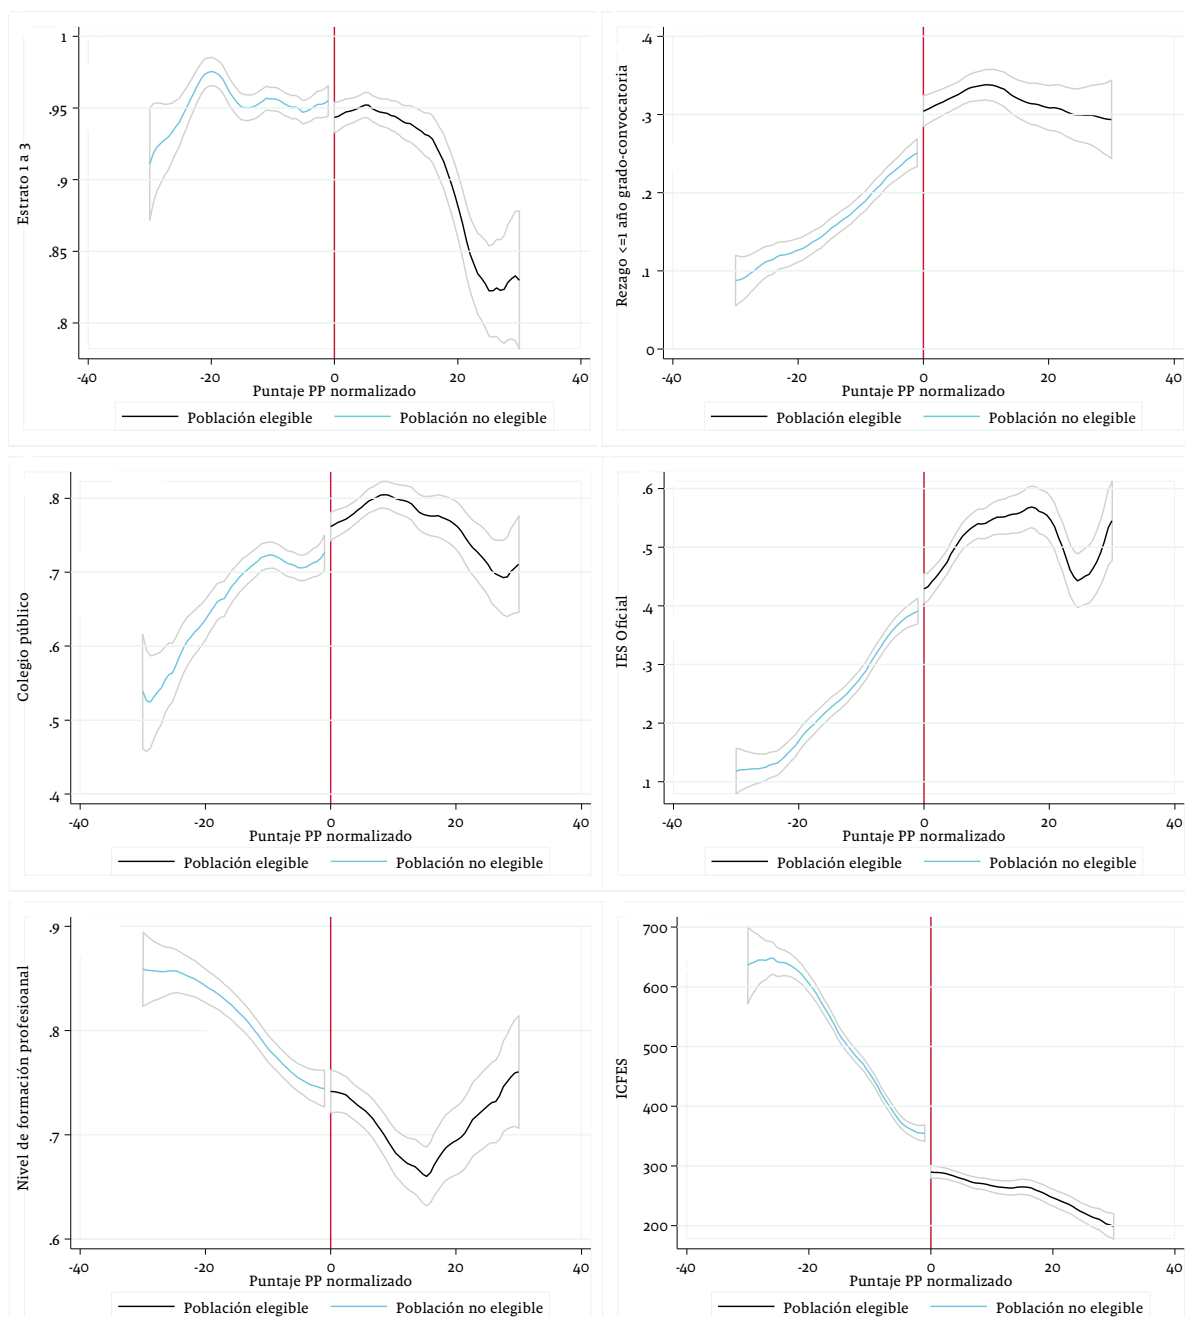 Estrato 1 a 3
1
.95
.9
.85
.8
-40 -20 0 20 40
Puntaje PP normalizado
Población elegible Población no elegible
Rezago <=1 año grado-convocatoria
.4
.3
.2
.1
0
-40 -20 0 20 40
Puntaje PP normalizado
Población elegible Población no elegible
Colegio público
.8
.7
.6
.5
.4
-40 -20 0 20 40
Puntaje PP normalizado
Población elegible Población no elegible
IES Oficial
.6
.5
.4
.3
.2
.1
-40 -20 0 20 40
Puntaje PP normalizado
Población elegible Población no elegible
Nivel de formación profesioanal
.9
.8
.7
.6
-40 -20 0 20 40
Puntaje PP normalizado
Población elegible Población no elegible
ICFES
700
600
500
400
300
200
-40 -20 0 20 40
Puntaje PP normalizado
Población elegible Población no elegible